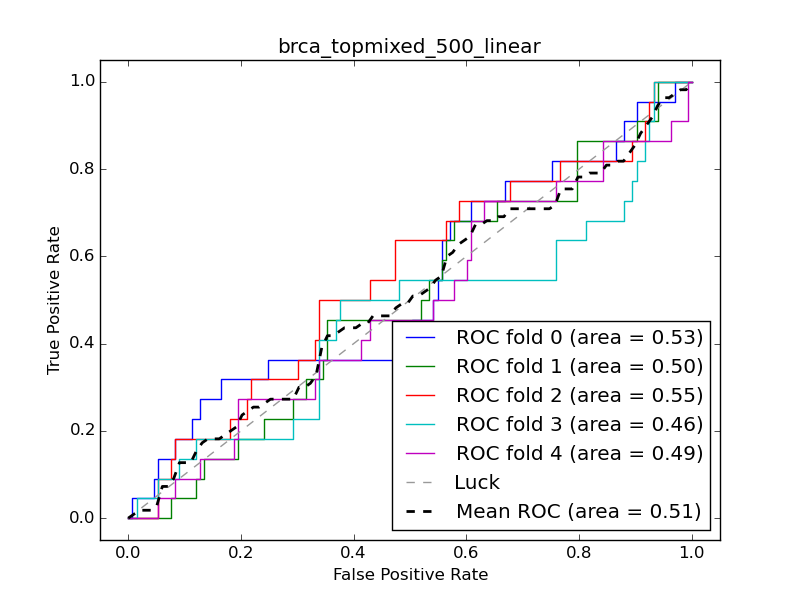 brca_topmixed_500_linear
True Positive Rate
1.0
0.8
0.6
0.4
0.2
0.0
ROC fold 0 (area = 0.53)
ROC fold 1 (area = 0.50)
ROC fold 2 (area = 0.55)
ROC fold 3 (area = 0.46)
ROC fold 4 (area = 0.49)
Luck
Mean ROC (area = 0.51)
0.0 0.2 0.4 0.6 0.8 1.0
False Positive Rate